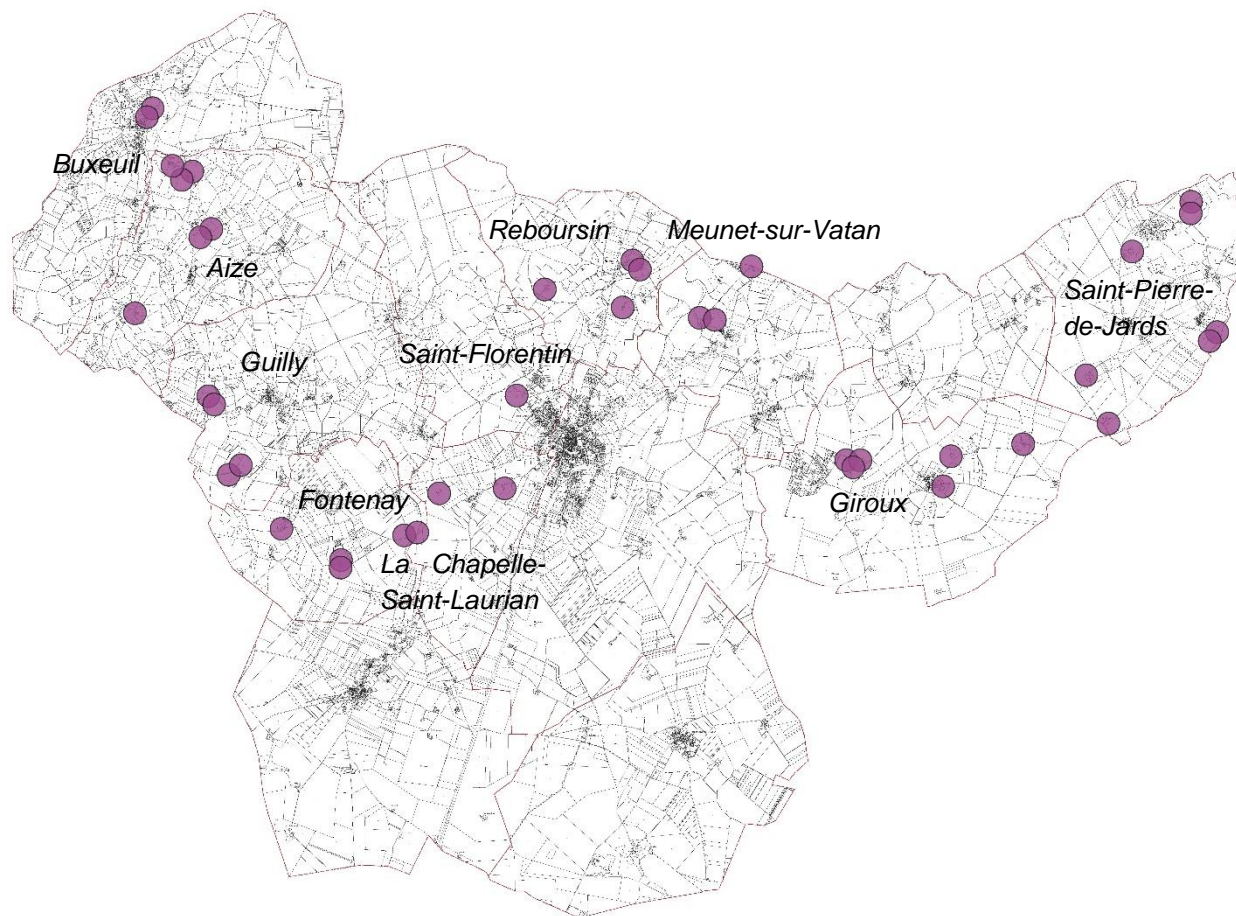 Buxeuil
Reboursin
Meunet-sur-Vatan
Aize
Saint-Pierre-
de-Jards
Guilly
Saint-Florentin
Fontenay
Giroux
La Chapelle-
Saint-Laurian